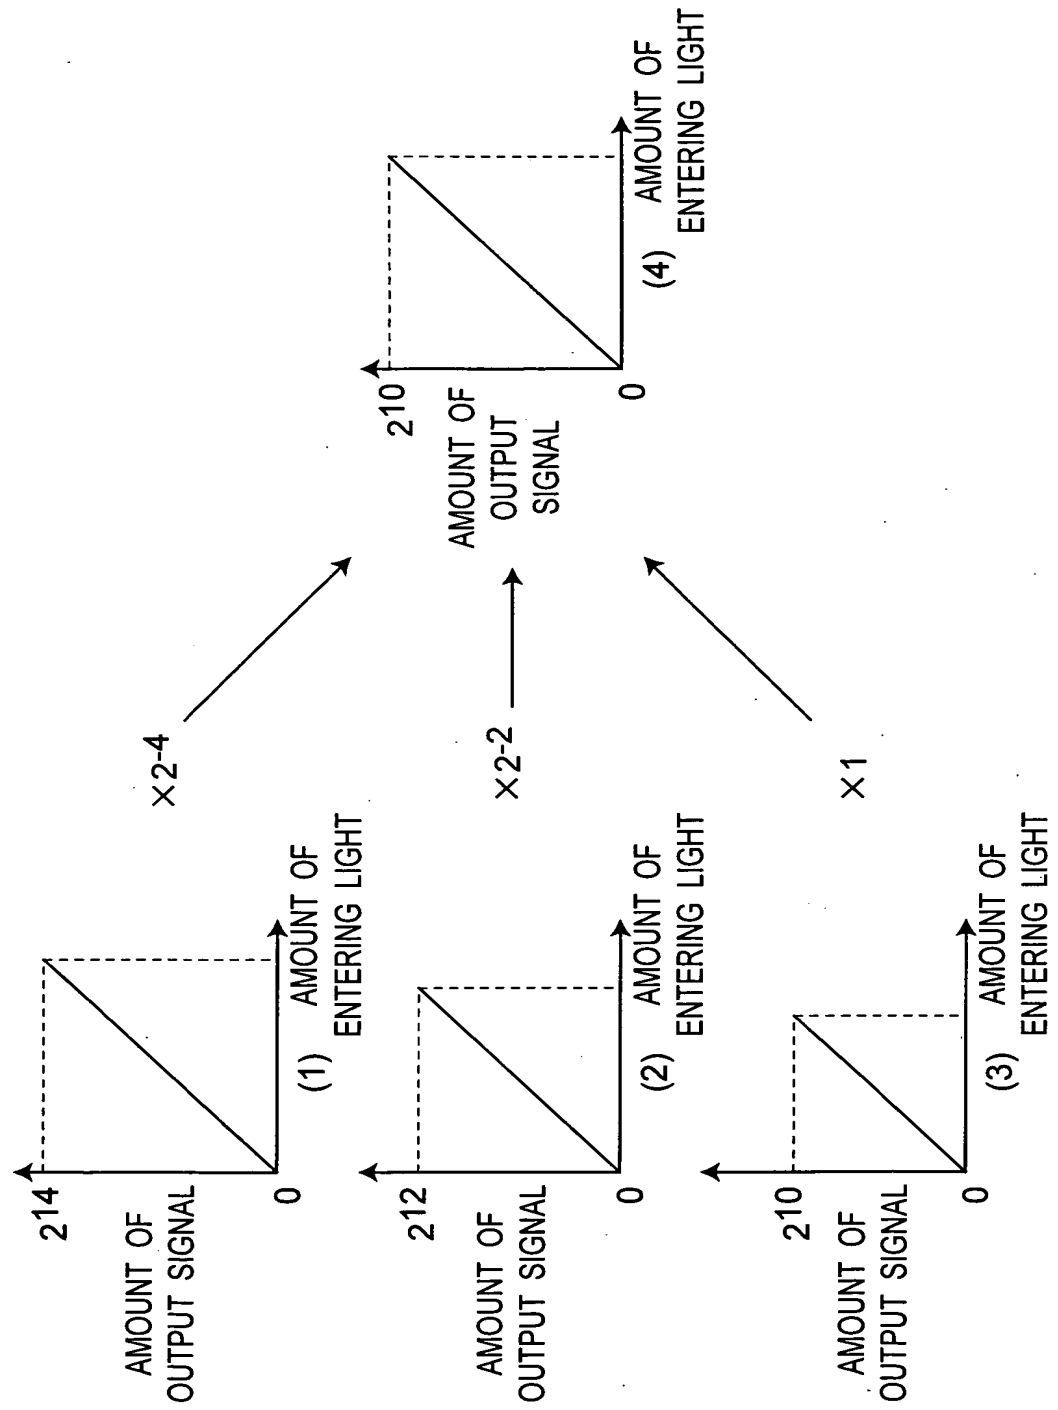 AMOUNT OF
OUTPUT SIGNAL
2¹⁴
0
AMOUNT OF
ENTERING LIGHT
(1)
×2⁻⁴
AMOUNT OF
OUTPUT SIGNAL
2¹²
0
AMOUNT OF
ENTERING LIGHT
(2)
×2⁻²
AMOUNT OF
OUTPUT SIGNAL
2¹⁰
0
AMOUNT OF
ENTERING LIGHT
(3)
×1
AMOUNT OF
OUTPUT
SIGNAL
2¹⁰
0
AMOUNT OF
ENTERING LIGHT
(4)